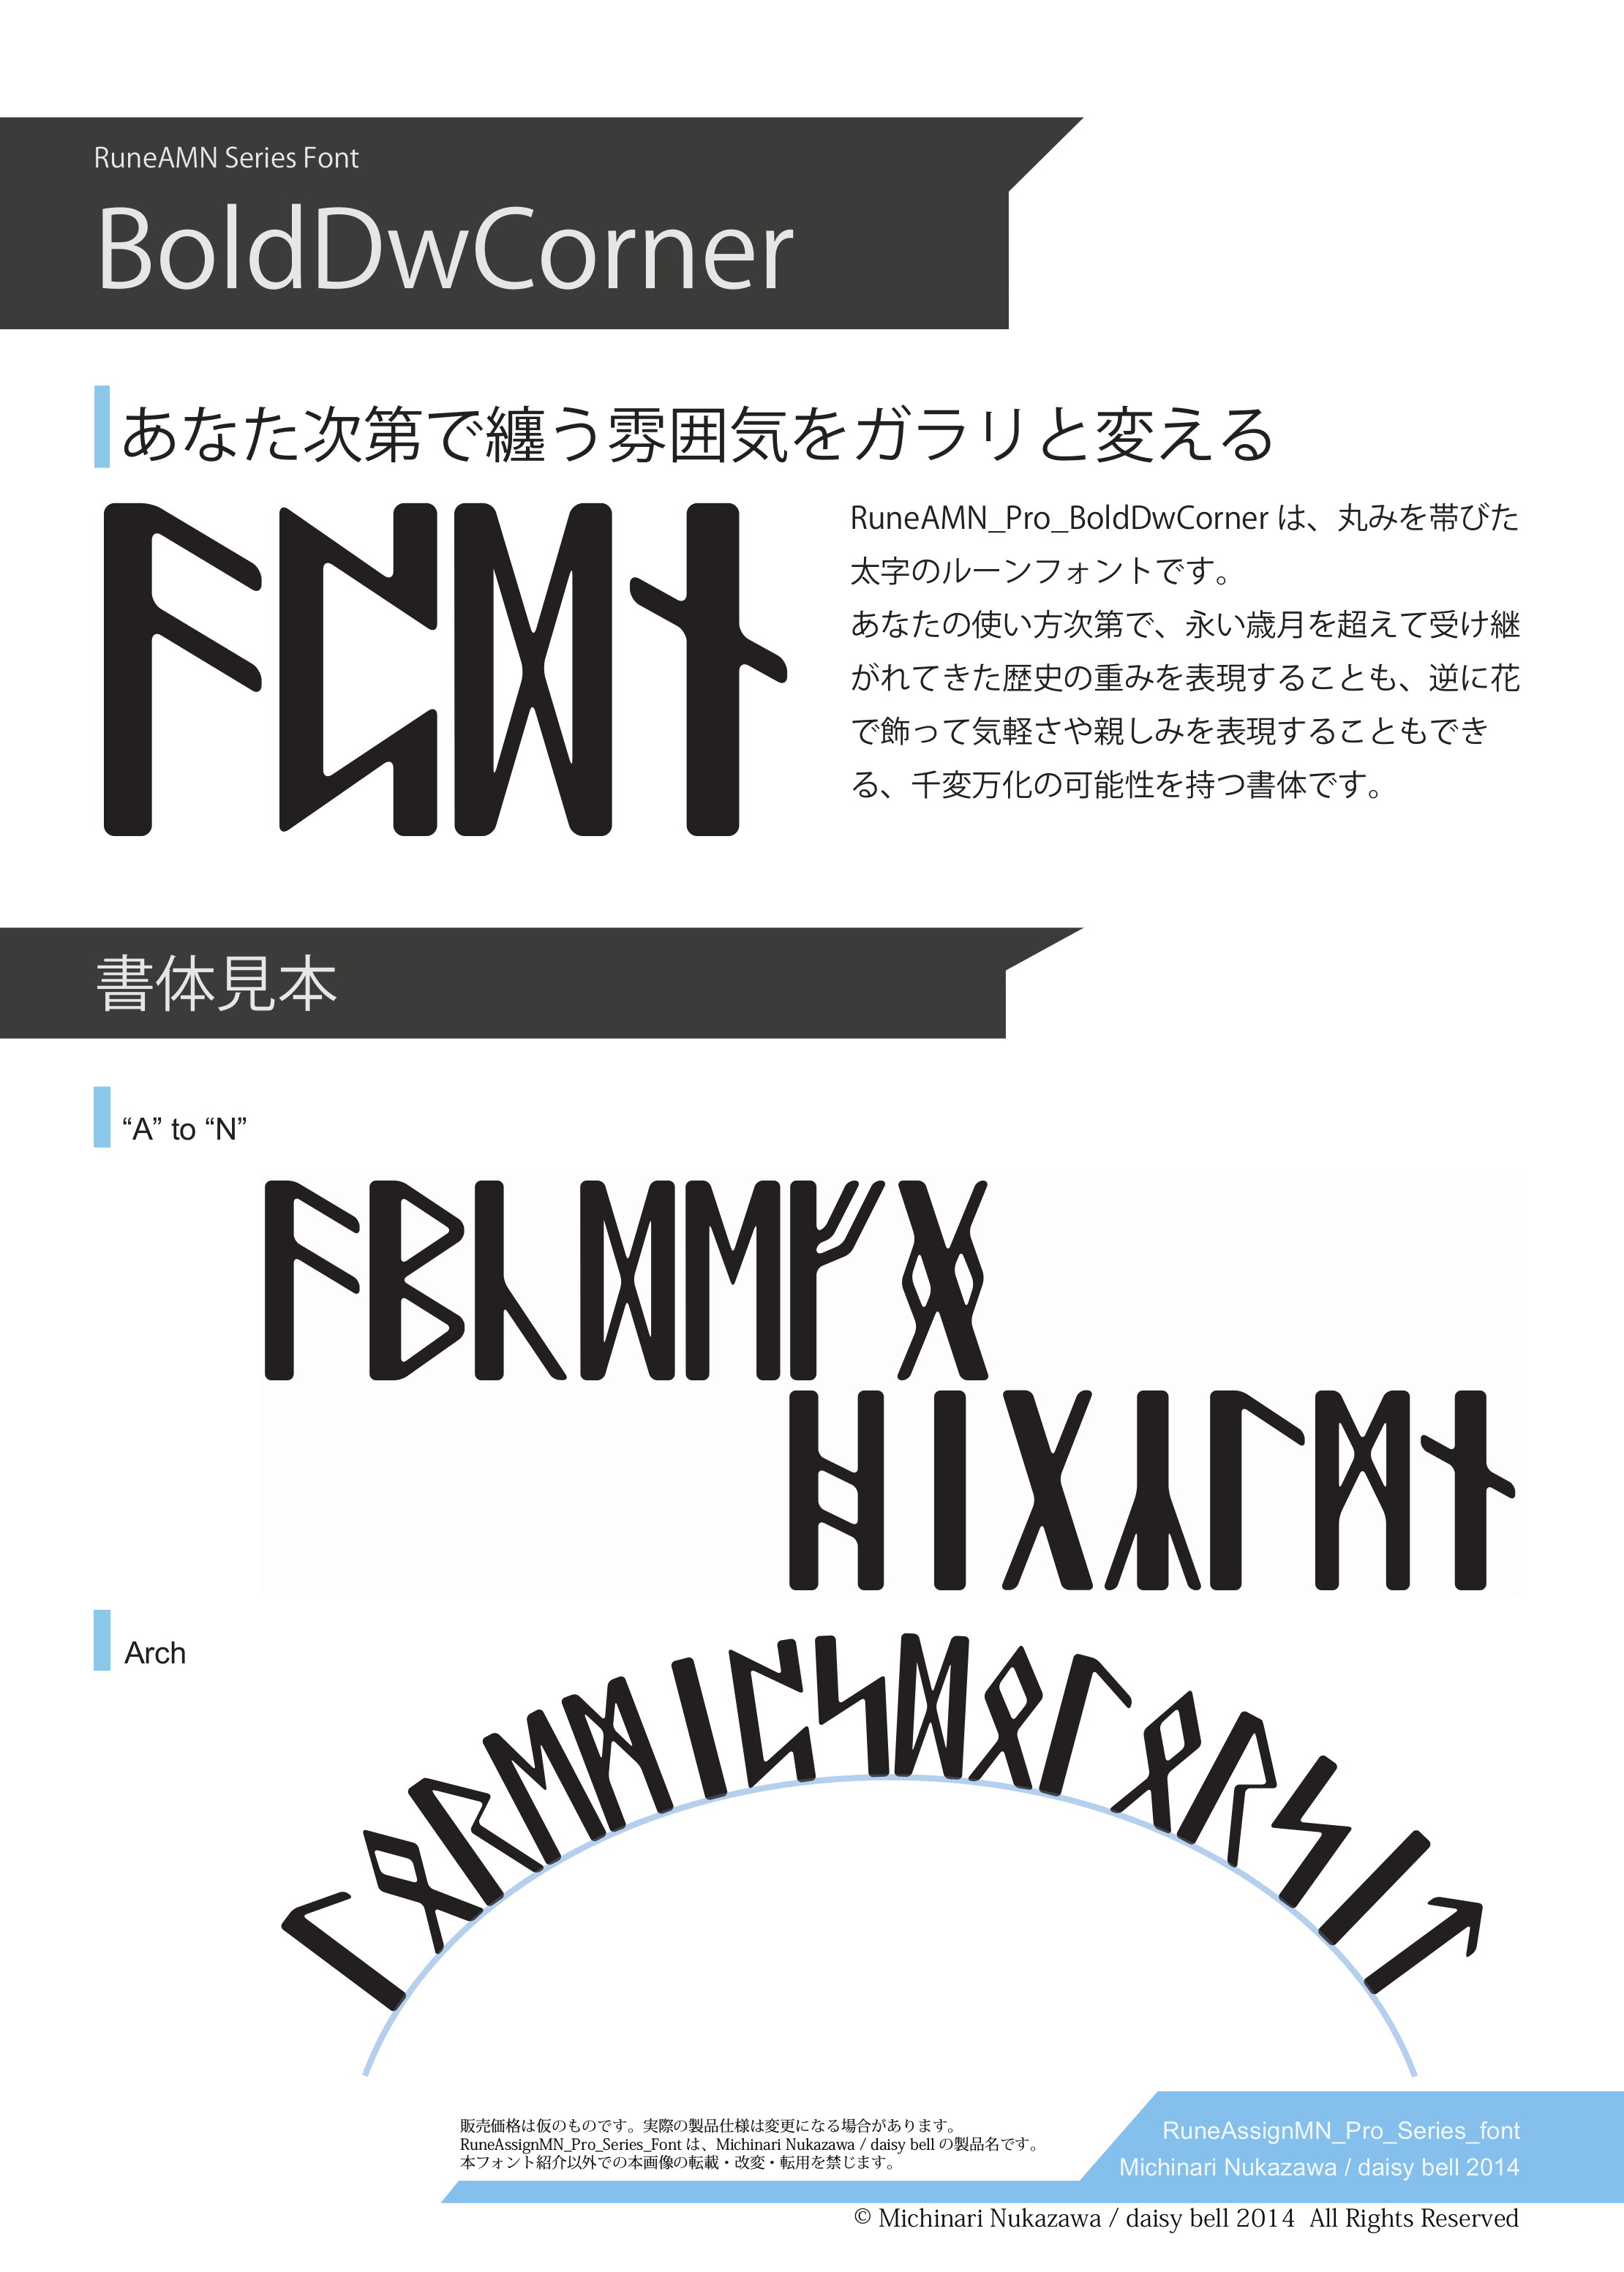 RuneAMN Series Font
BoldDwCorner
あなた次第で纏う雰囲気をガラリと変える
ᚨᛈᛞᚾ
RuneAMN_Pro_BoldDwCorner は、丸みを帯びた
太字のルーンフォントです。
あなたの使い方次第で、永い歳月を超えて受け継
がれてきた歴史の重みを表現することも、逆に花
で飾って気軽さや親しみを表現することもでき
る、千変万化の可能性を持つ書体です。
書体見本
“A” to “N”
ᚨᛒᚳᛞᛖᚠᛝ
ᚻᛁᚷᛣᛚᛗᚾ
Arch
ᛚᛟᚱᛖᛗᛁᛈᛋᛞᛟᛚᛟᚱᛋᛁᛏ
販売価格は仮のものです。実際の製品仕様は変更になる場合があります。
RuneAssignMN_Pro_Series_Font は、Michinari Nukazawa / daisy bell の製品名です。
本フォント紹介以外での本画像の転載・改変・転用を禁じます。
RuneAssignMN_Pro_Series_font
Michinari Nukazawa / daisy bell 2014
© Michinari Nukazawa / daisy bell 2014 All Rights Reserved